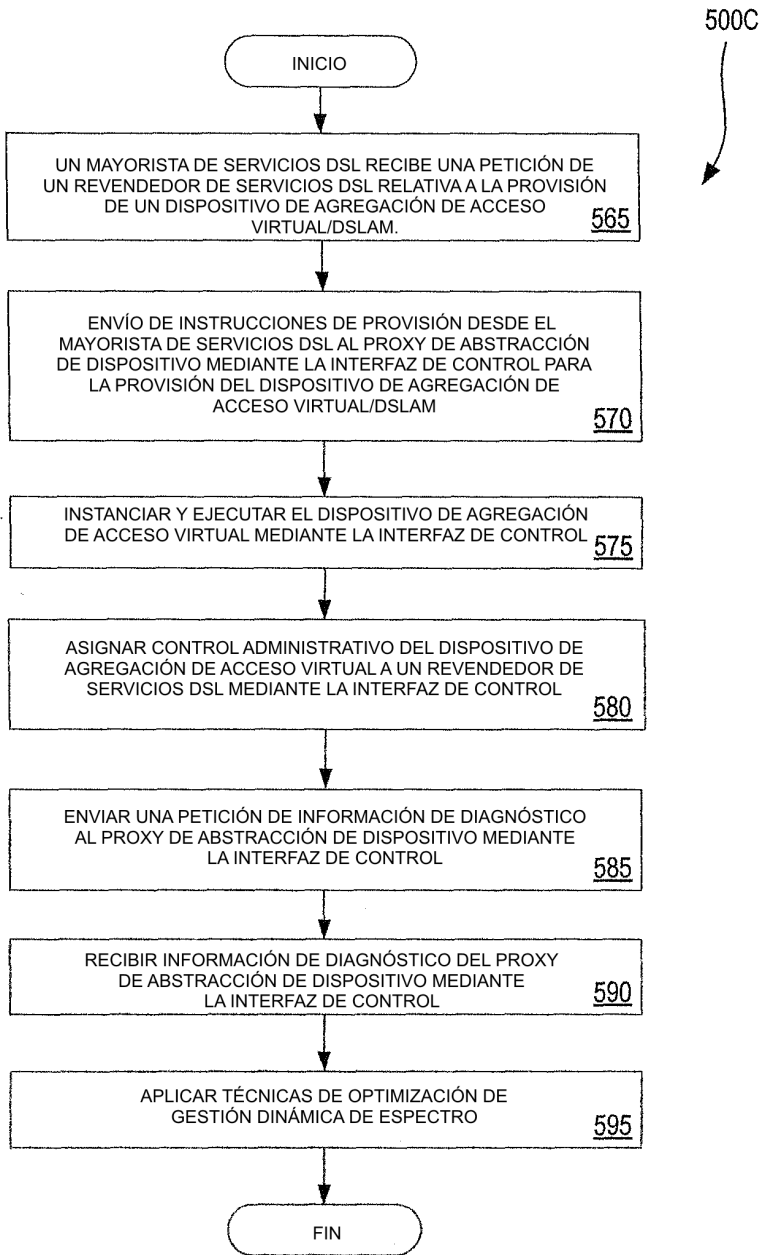 500C
INICIO
UN MAYORISTA DE SERVICIOS DSL RECIBE UNA PETICIÓN DE
UN REVENDEDOR DE SERVICIOS DSL RELATIVA A LA PROVISIÓN
DE UN DISPOSITIVO DE AGREGACIÓN DE ACCESO
VIRTUAL/DSLAM.
565
ENVÍO DE INSTRUCCIONES DE PROVISIÓN DESDE EL
MAYORISTA DE SERVICIOS DSL AL PROXY DE ABSTRACCIÓN
DE DISPOSITIVO MEDIANTE LA INTERFAZ DE CONTROL PARA
LA PROVISIÓN DEL DISPOSITIVO DE AGREGACIÓN DE
ACCESO VIRTUAL/DSLAM
570
INSTANCIAR Y EJECUTAR EL DISPOSITIVO DE AGREGACIÓN
DE ACCESO VIRTUAL MEDIANTE LA INTERFAZ DE CONTROL
575
ASIGNAR CONTROL ADMINISTRATIVO DEL DISPOSITIVO DE
AGREGACIÓN DE ACCESO VIRTUAL A UN REVENDEDOR DE
SERVICIOS DSL MEDIANTE LA INTERFAZ DE CONTROL
580
ENVIAR UNA PETICIÓN DE INFORMACIÓN DE DIAGNÓSTICO
AL PROXY DE ABSTRACCIÓN DE DISPOSITIVO MEDIANTE
LA INTERFAZ DE CONTROL
585
RECIBIR INFORMACIÓN DE DIAGNÓSTICO DEL PROXY
DE ABSTRACCIÓN DE DISPOSITIVO MEDIANTE
LA INTERFAZ DE CONTROL
590
APLICAR TÉCNICAS DE OPTIMIZACIÓN DE
GESTIÓN DINÁMICA DE ESPECTRO
595
FIN